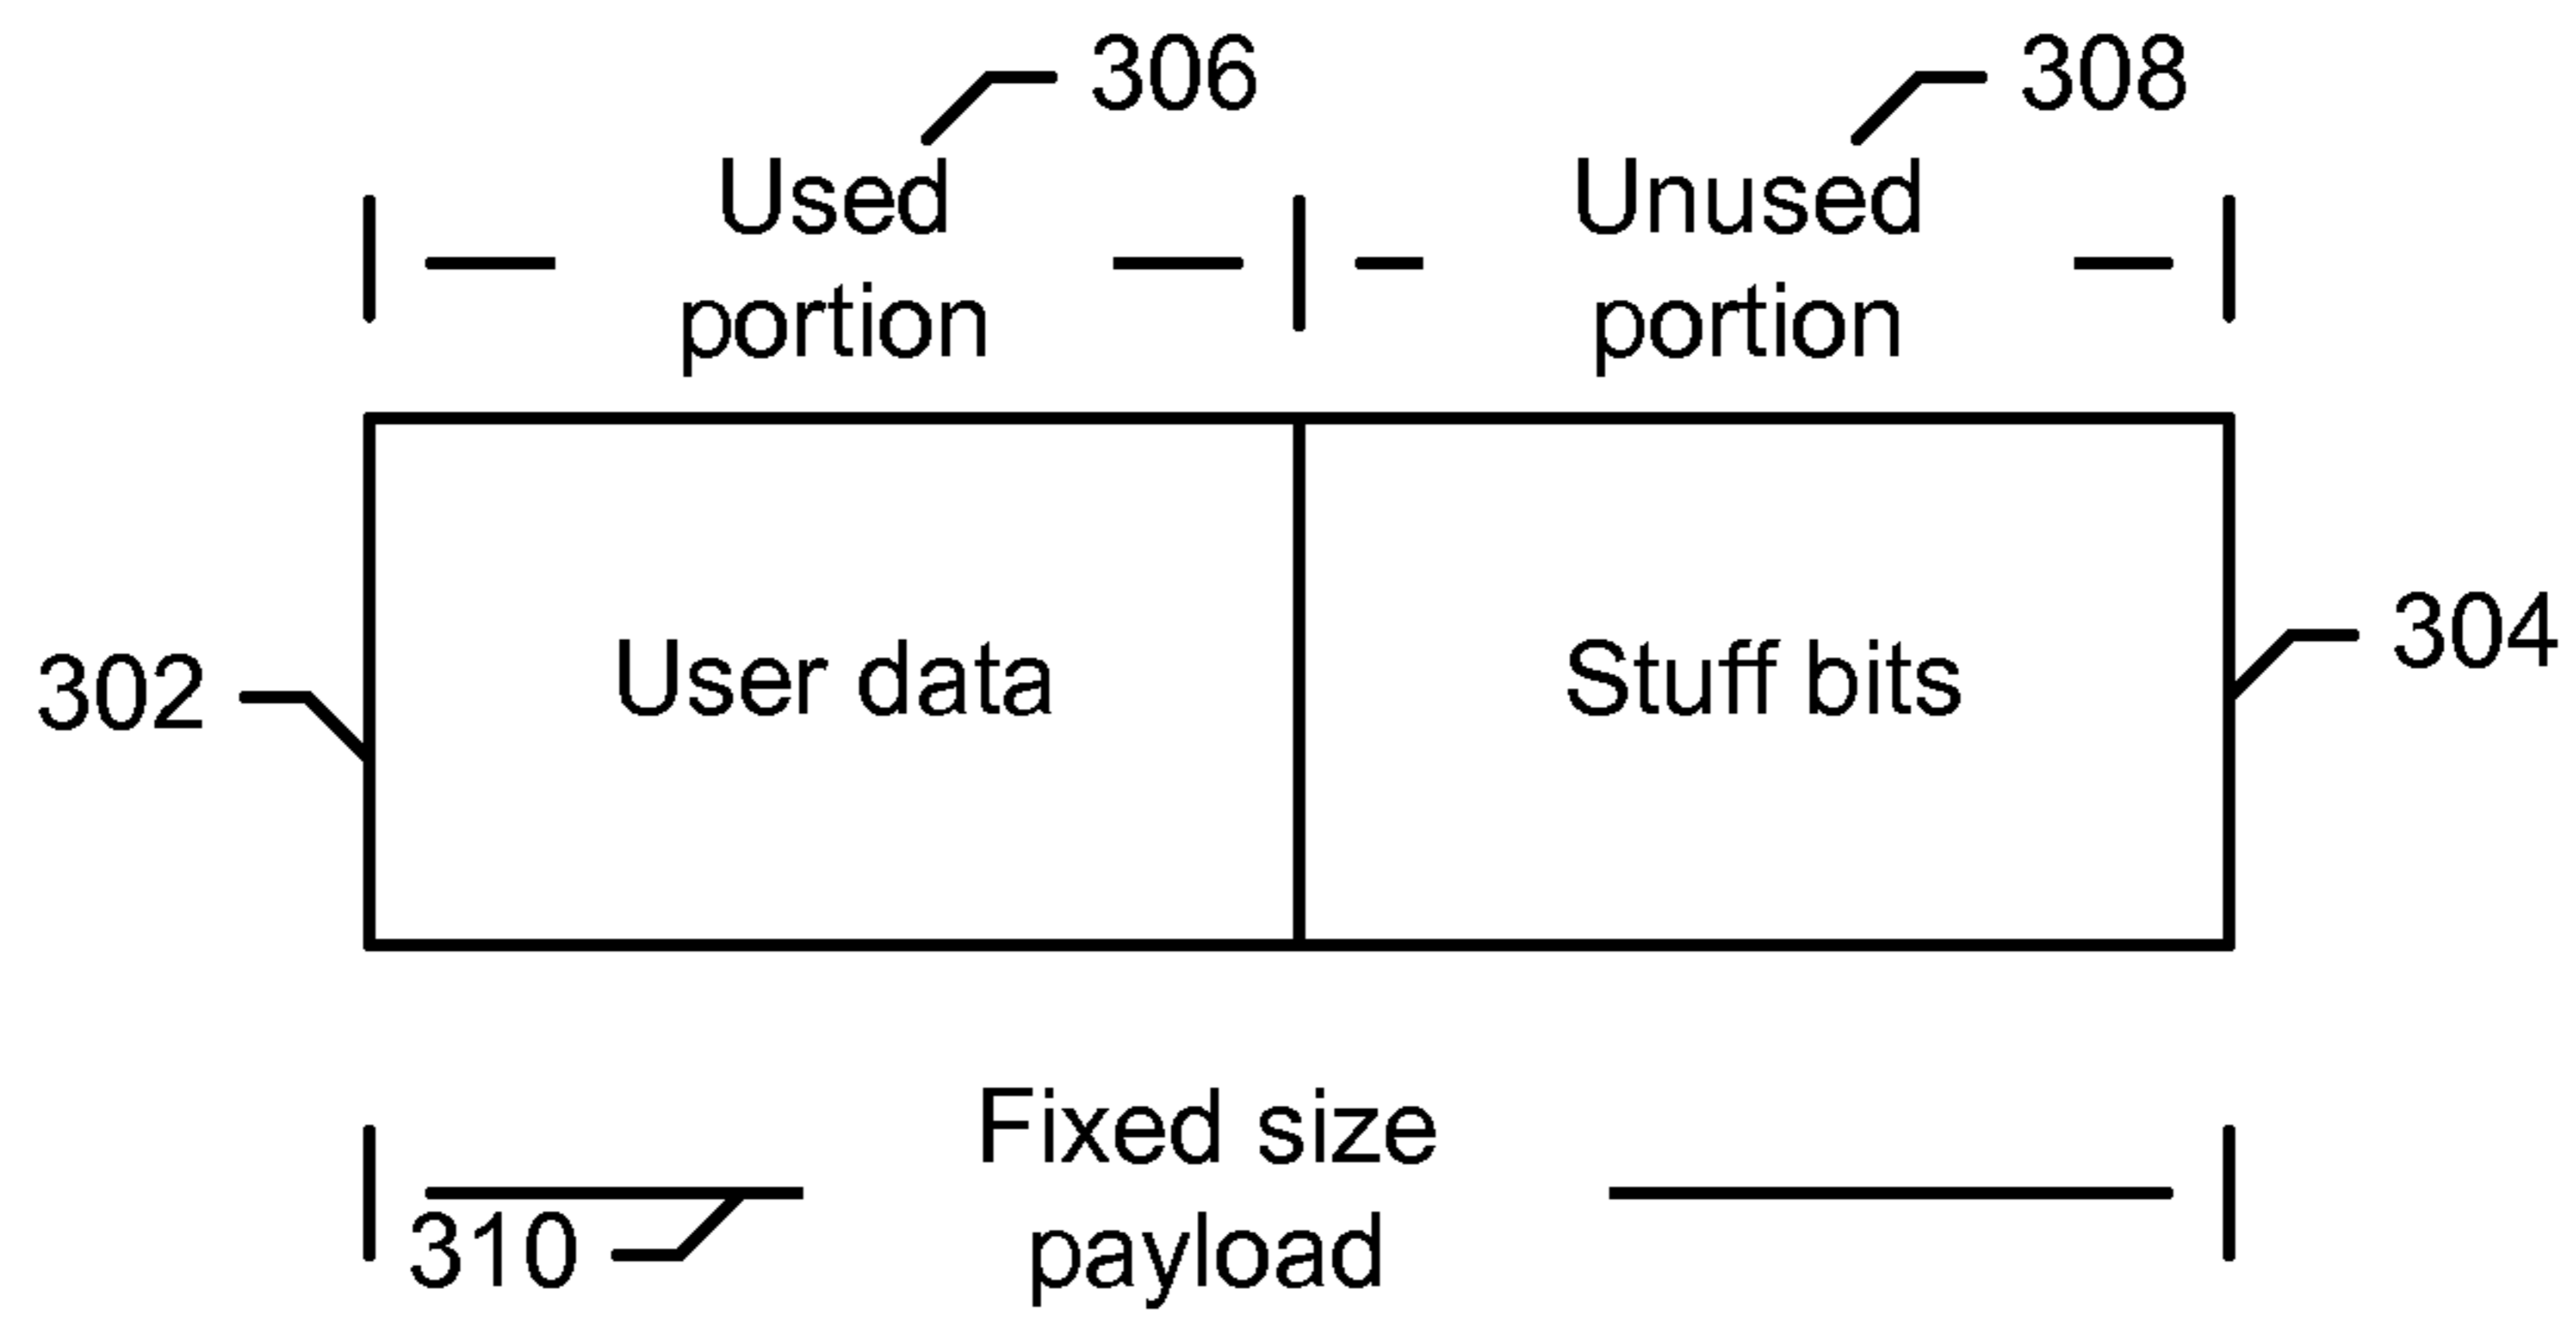 306
308
Used
portion
Unused
portion
302
User data
Stuff bits
304
Fixed size
payload
310